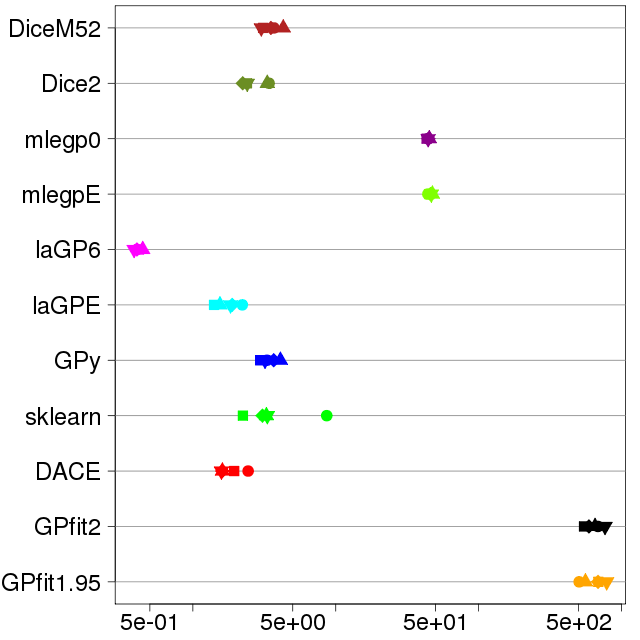 DiceM52
Dice2
mlegp0
mlegpE
laGP6
laGPE
GPy
sklearn
DACE
GPfit2
GPfit1.95
5e-01 5e+00 5e+01 5e+02